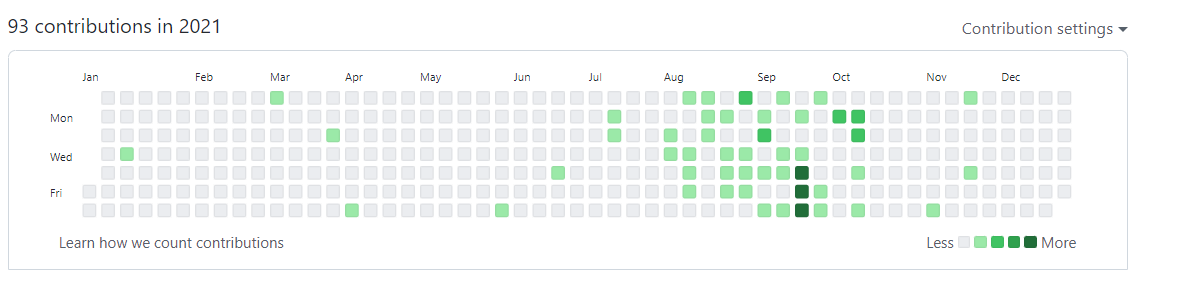 93 contributions in 2021
Contribution settings
Jan Feb Mar Apr May Jun Jul Aug Sep Oct Nov Dec
Mon
Wed
Fri
Learn how we count contributions
Less More